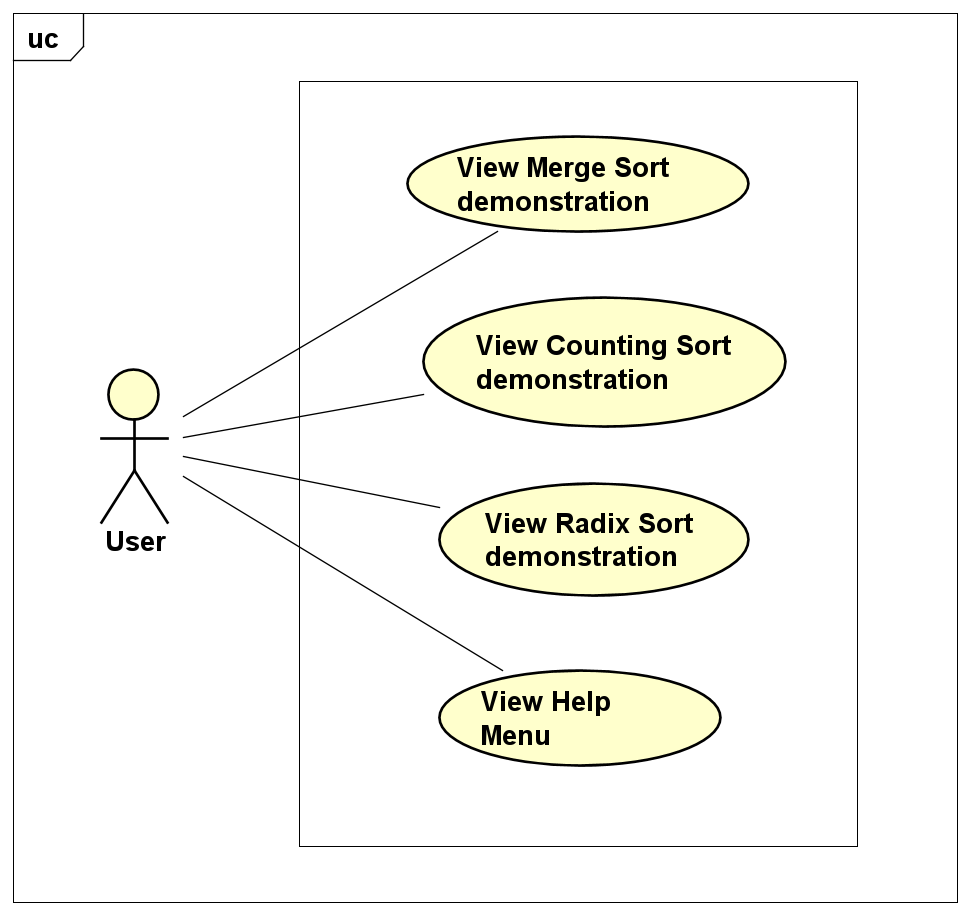 uc
View Merge Sort
demonstration
View Counting Sort
demonstration
User
View Radix Sort
demonstration
View Help
Menu